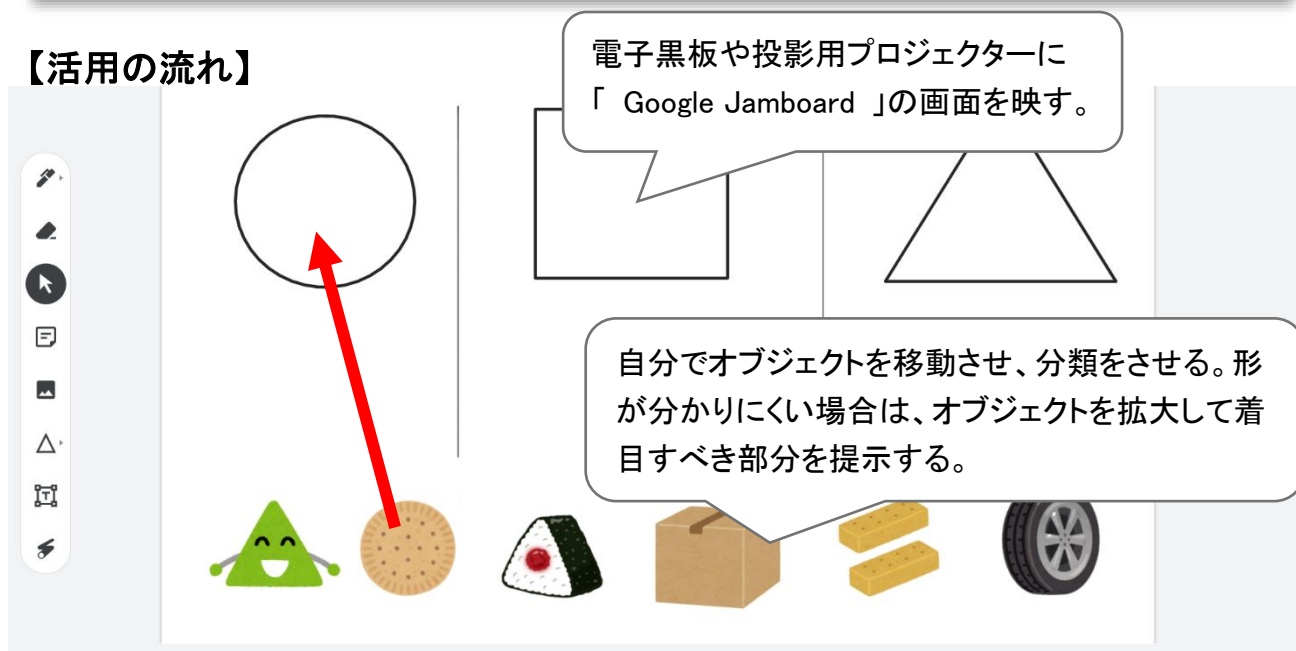 【活用の流れ】
電子黒板や投影用プロジェクターに
「 Google Jamboard 」の画面を映す。
自分でオブジェクトを移動させ、分類をさせる。形
が分かりにくい場合は、オブジェクトを拡大して着
目すべき部分を提示する。